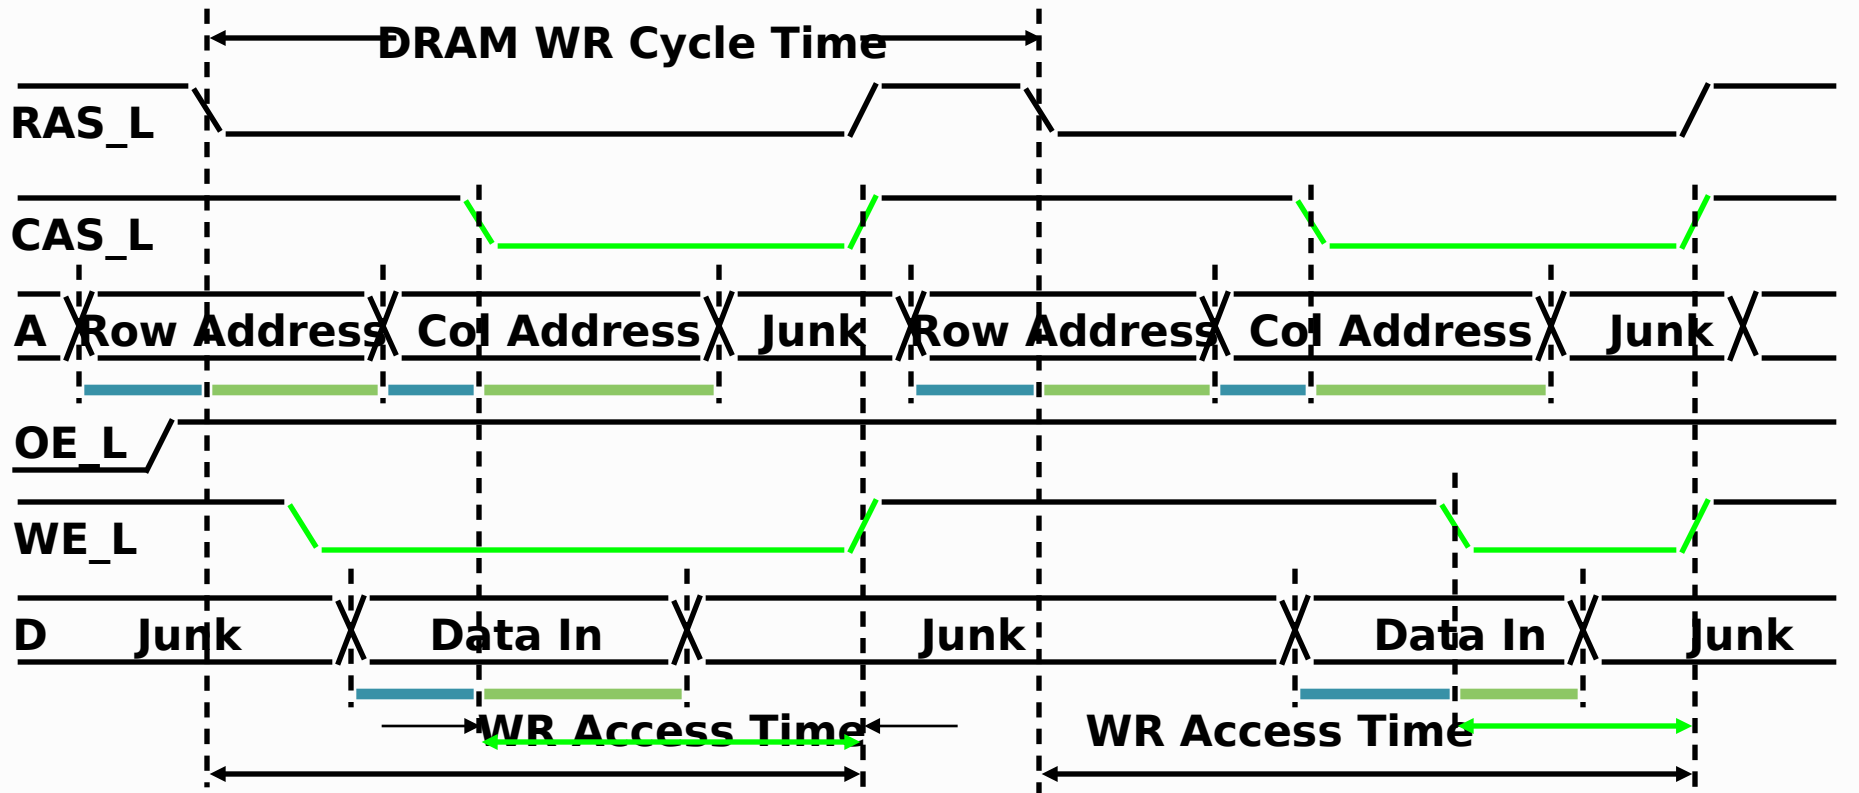 DRAM WR Cycle Time
RAS_L
CAS_L
A Row Address Col Address Junk Row Address Col Address Junk
OE_L
WE_L
D Junk Data In Junk Data In Junk
WR Access Time WR Access Time